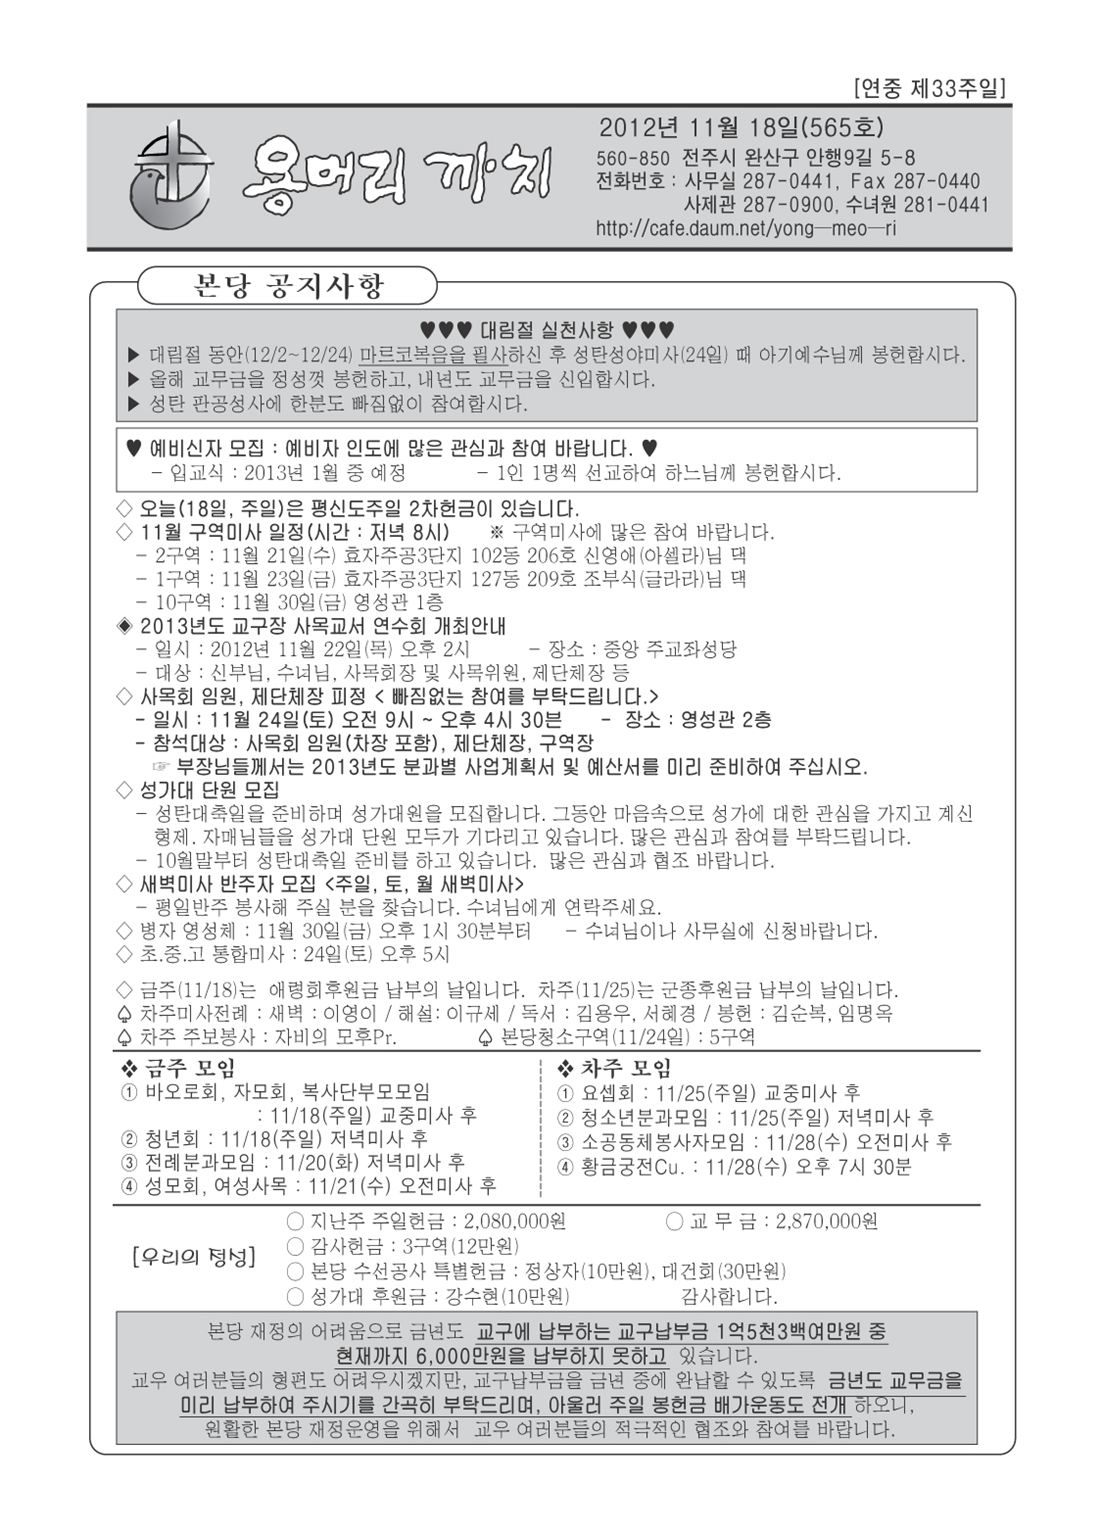 [연중 제33주일]
용머리 까치
2012년 11월 18일(565호)
560-850 전주시 완산구 안행9길 5-8
전화번호 : 사무실 287-0441, Fax 287-0440
사제관 287-0900, 수녀원 281-0441
http://cafe.daum.net/yong—meo—ri
본당 공지사항
♥♥♥ 대림절 실천사항 ♥♥♥
▶ 대림절 동안(12/2~12/24) 마르코복음을 필사하신 후 성탄성야미사(24일) 때 아기예수님께 봉헌합시다.
▶ 올해 교무금을 정성껏 봉헌하고, 내년도 교무금을 신입합시다.
▶ 성탄 판공성사에 한분도 빠짐없이 참여합시다.
♥ 예비신자 모집 : 예비자 인도에 많은 관심과 참여 바랍니다. ♥
- 입교식 : 2013년 1월 중 예정 - 1인 1명씩 선교하여 하느님께 봉헌합시다.
◇ 오늘(18일, 주일)은 평신도주일 2차헌금이 있습니다.
◇ 11월 구역미사 일정(시간 : 저녁 8시) ※ 구역미사에 많은 참여 바랍니다.
- 2구역 : 11월 21일(수) 효자주공3단지 102동 206호 신영애(아셀라)님 댁
- 1구역 : 11월 23일(금) 효자주공3단지 127동 209호 조부식(글라라)님 댁
- 10구역 : 11월 30일(금) 영성관 1층
◈ 2013년도 교구장 사목교서 연수회 개최안내
- 일시 : 2012년 11월 22일(목) 오후 2시 - 장소 : 중앙 주교좌성당
- 대상 : 신부님, 수녀님, 사목회장 및 사목위원, 제단체장 등
◇ 사목회 임원, 제단체장 피정 < 빠짐없는 참여를 부탁드립니다.>
- 일시 : 11월 24일(토) 오전 9시 ~ 오후 4시 30븐 - 장소 : 영성관 2층
- 참석대상 : 사목회 임원(차장 포함), 제단체장, 구역장
☞ 부장님들께서는 2013년도 분과별 사업계획서 및 예산서를 미리 준비하여 주십시오.
◇ 성가대 단원 모집
- 성탄대축일을 준비하며 성가대원을 모집합니다. 그동안 마음속으로 성가에 대한 관심을 가지고 계신
형제. 자매님들을 성가대 단원 모두가 기다리고 있습니다. 많은 관심과 참여를 부탁드립니다.
- 10월말부터 성탄대축일 준비를 하고 있습니다. 많은 관심과 협조 바랍니다.
◇ 새벽미사 반주자 모집 <주일, 토, 월 새벽미사>
- 평일반주 봉사해 주실 분을 찾습니다. 수녀님에게 연락주세요.
◇ 병자 영성체 : 11월 30일(금) 오후 1시 30분부터 - 수녀님이나 사무실에 신청바랍니다.
◇ 초.중.고 통합미사 : 24일(토) 오후 5시
◇ 금주(11/18)는 애령회후원금 납부의 날입니다. 차주(11/25)는 군종후원금 납부의 날입니다.
♤ 차주미사전례 : 새벽 : 이영이 / 해설: 이규세 / 독서 : 김용우, 서혜경 / 봉헌 : 김순복, 임명옥
♤ 차주 주보봉사 : 자비의 모후Pr. ♤ 본당청소구역(11/24일) : 5구역
❖ 금주 모임
① 바오로회, 자모회, 복사단부모모임
: 11/18(주일) 교중미사 후
② 청년회 : 11/18(주일) 저녁미사 후
③ 전례분과모임 : 11/20(화) 저녁미사 후
④ 성모회, 여성사목 : 11/21(수) 오전미사 후
❖ 차주 모임
① 요셉회 : 11/25(주일) 교중미사 후
② 청소년분과모임 : 11/25(주일) 저녁미사 후
③ 소공동체봉사자모임 : 11/28(수) 오전미사 후
④ 황금궁전Cu. : 11/28(수) 오후 7시 30분
[우리의 정성]
○ 지난주 주일헌금 : 2,080,000원 ○ 교 무 금 : 2,870,000원
○ 감사헌금 : 3구역(12만원)
○ 본당 수선공사 특별헌금 : 정상자(10만원), 대건회(30만원)
○ 성가대 후원금 : 강수현(10만원) 감사합니다.
본당 재정의 어려움으로 금년도 교구에 납부하는 교구납부금 1억5천3백여만원 중
현재까지 6,000만원을 납부하지 못하고 있습니다.
교우 여러분들의 형편도 어려우시겠지만, 교구납부금을 금년 중에 완납할 수 있도록 금년도 교무금을
미리 납부하여 주시기를 간곡히 부탁드리며, 아울러 주일 봉헌금 배가운동도 전개 하오니,
원활한 본당 재정운영을 위해서 교우 여러분들의 적극적인 협조와 참여를 바랍니다.